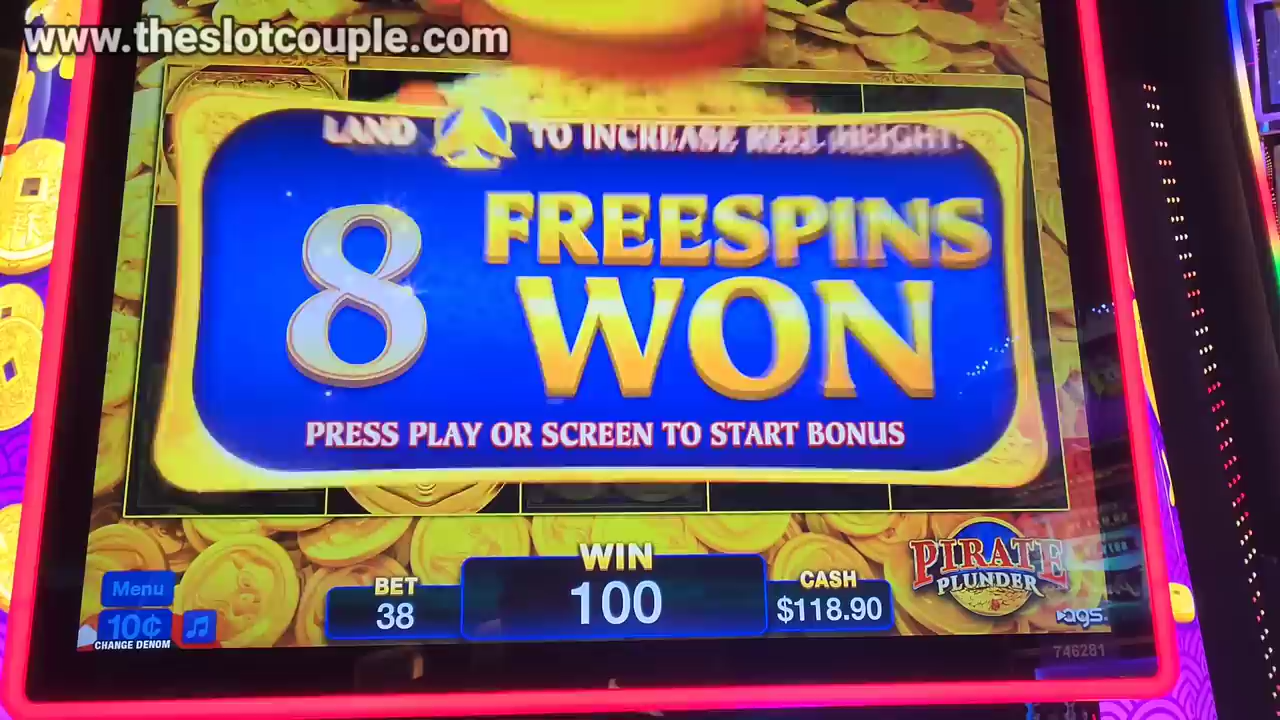 www.theslotcouple.com
LAND TO INCREASE REEL HEIGHT!
8 FREESPINS
WON
PRESS PLAY OR SCREEN TO START BONUS
WIN
100
BET
38
CASH
$118.90
PIRATE
PLUNDER
Menu
10¢
CHANGE DENOM
ags.
746281